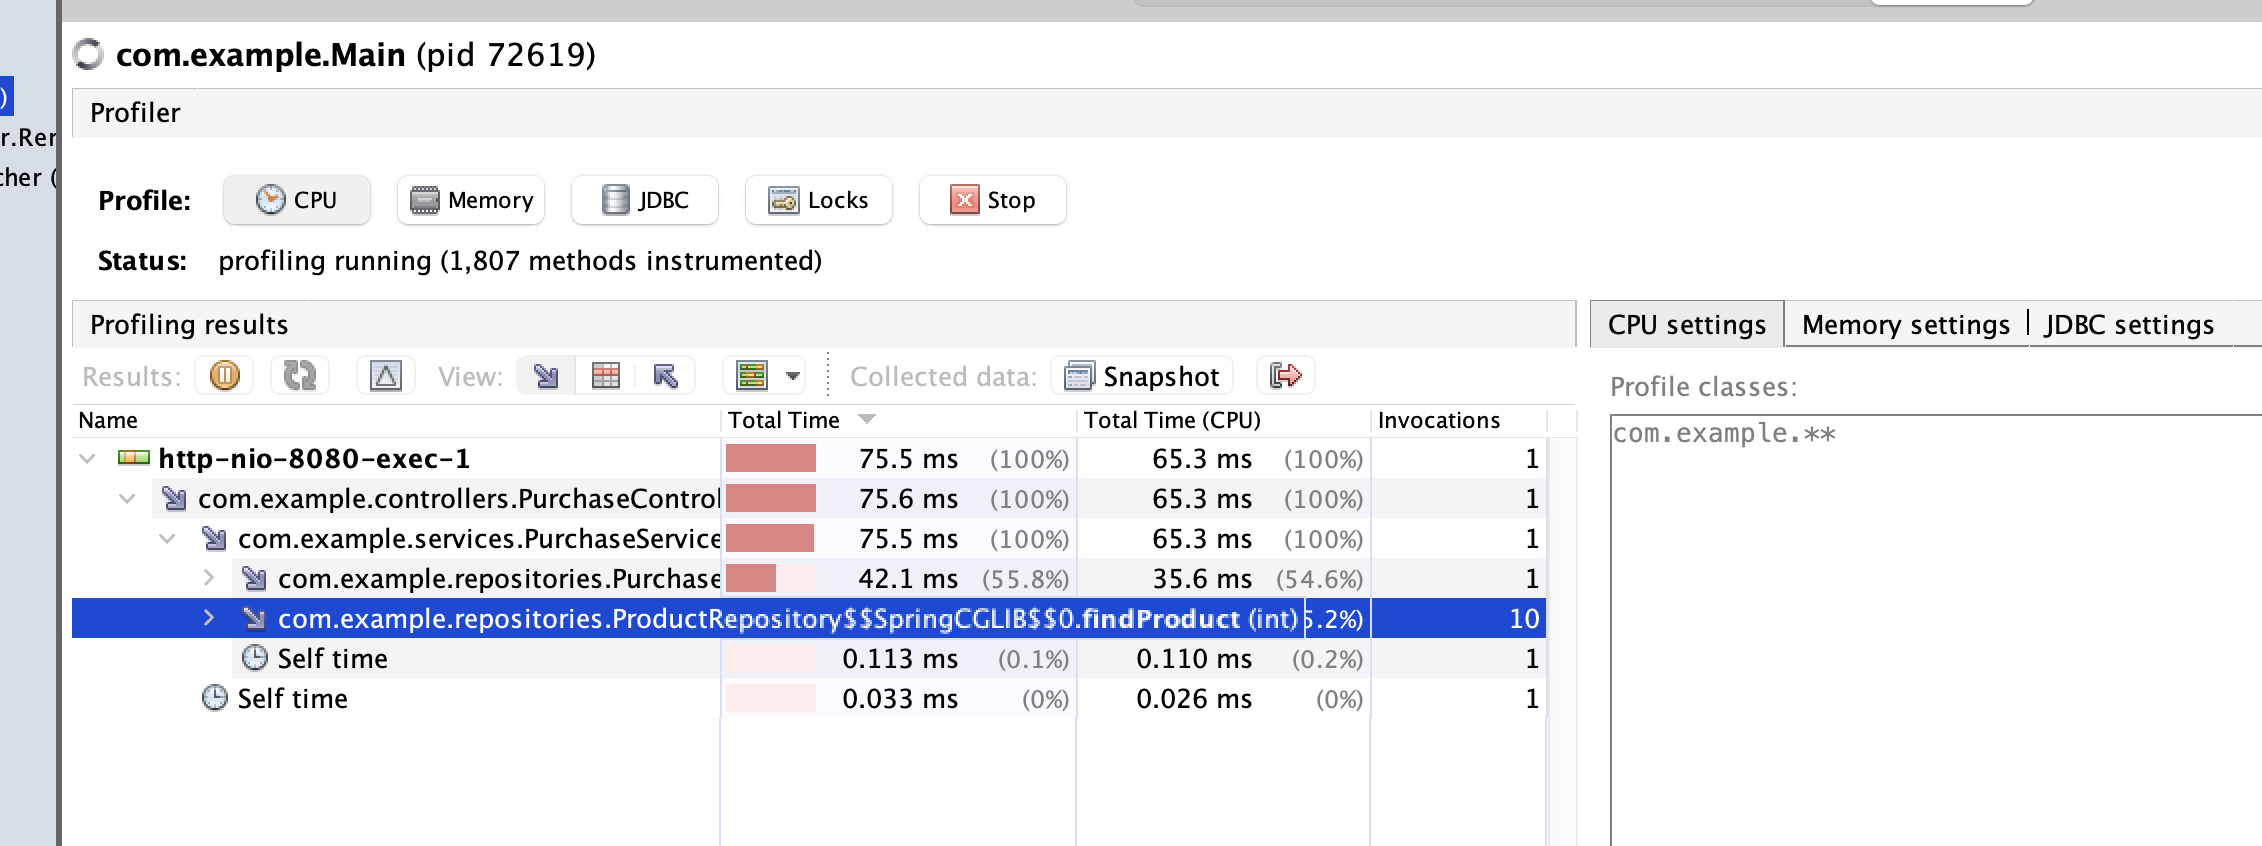 com.example.Main (pid 72619)
)
Profiler
r.Rer
cher (
Profile: CPU Memory JDBC Locks Stop
Status: profiling running (1,807 methods instrumented)
Profiling results
CPU settings Memory settings JDBC settings
Results: View: Collected data: Snapshot
Profile classes:
com.example.**
Name Total Time Total Time (CPU) Invocations
http-nio-8080-exec-1 75.5 ms (100%) 65.3 ms (100%) 1
com.example.controllers.PurchaseControl 75.6 ms (100%) 65.3 ms (100%) 1
com.example.services.PurchaseService 75.5 ms (100%) 65.3 ms (100%) 1
com.example.repositories.Purchase 42.1 ms (55.8%) 35.6 ms (54.6%) 1
com.example.repositories.ProductRepository$$SpringCGLIB$$0.findProduct (int) 5.2%) 10
Self time 0.113 ms (0.1%) 0.110 ms (0.2%) 1
Self time 0.033 ms (0%) 0.026 ms (0%) 1